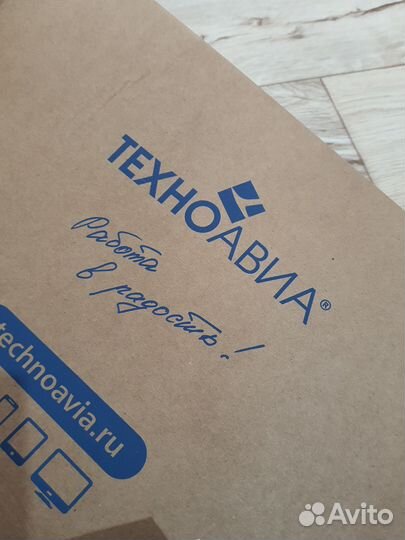 ТЕХНОАВИА®
Работа
в радость!
technoavia.ru
Avito